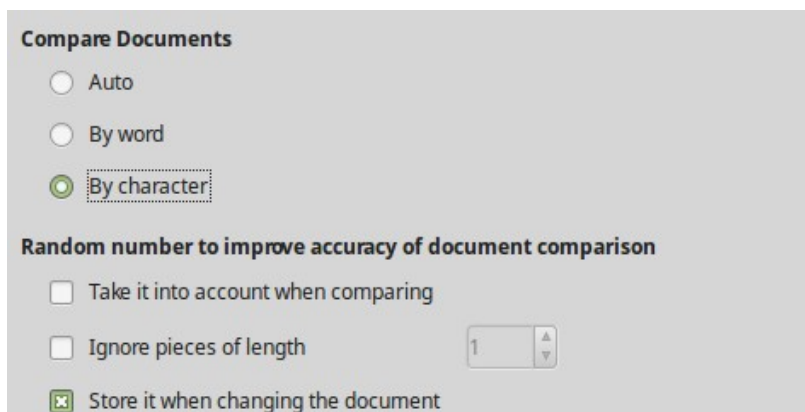 Compare Documents
Auto
By word
By character
Random number to improve accuracy of document comparison
Take it into account when comparing
Ignore pieces of length 1
Store it when changing the document